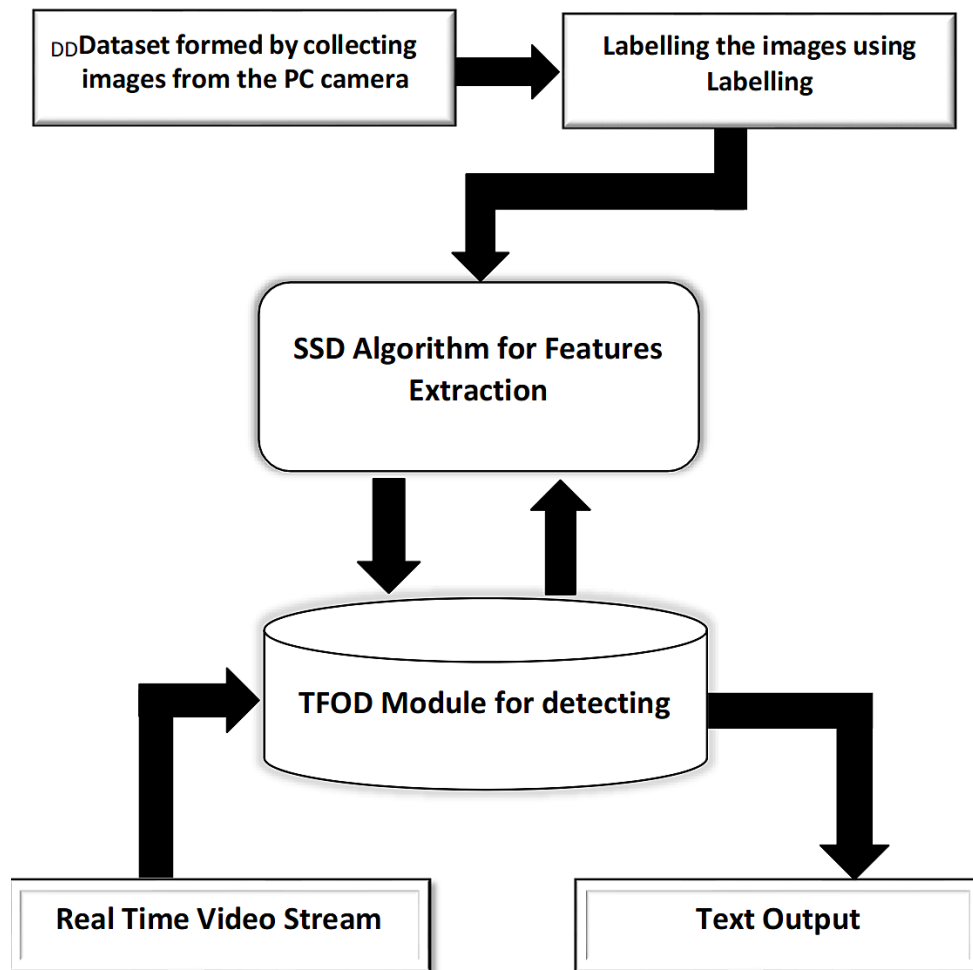 DDDataset formed by collecting
images from the PC camera
Labelling the images using
Labelling
SSD Algorithm for Features
Extraction
TFOD Module for detecting
Real Time Video Stream
Text Output